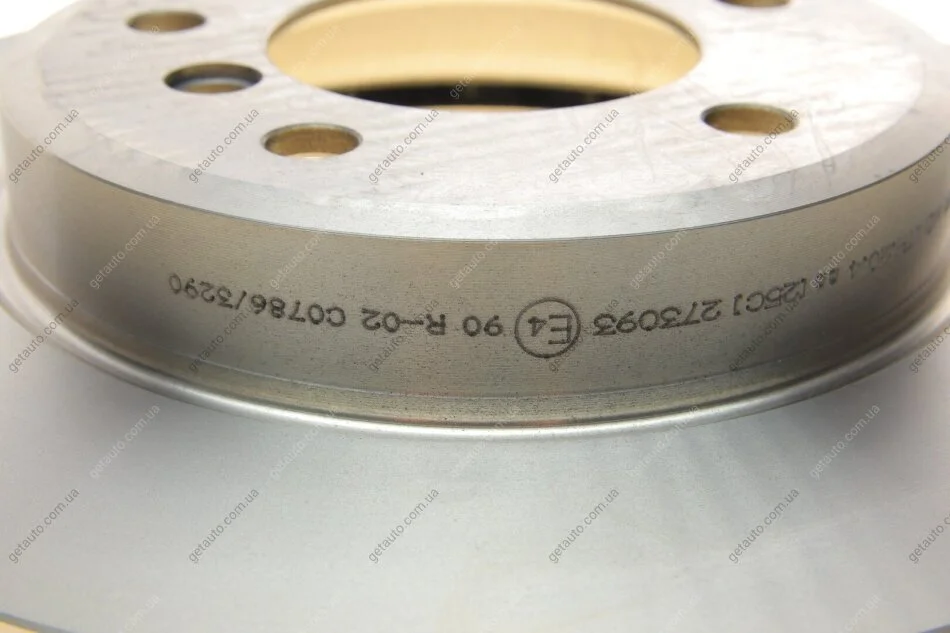 [25C] 273093 E4 90 R-02 C0786/3290
getauto.com.ua